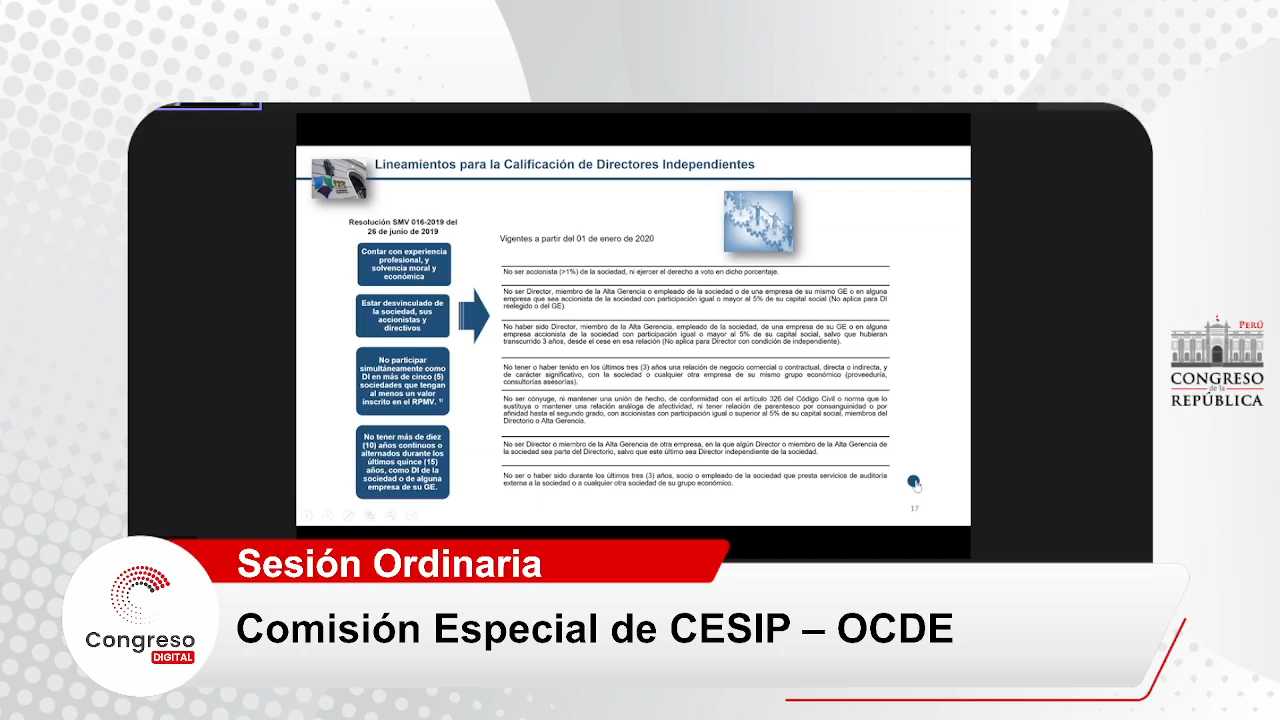 Lineamientos para la Calificación de Directores Independientes
Resolución SMV 016-2019 del
26 de junio de 2019
Contar con experiencia
profesional, y
solvencia moral y
económica
Estar desvinculado de
la sociedad, sus
accionistas y
directivos
No participar
simultáneamente como
DI en más de cinco (5)
sociedades que tengan
al menos un valor
inscrito en el RPMV. 1/
No tener más de diez
(10) años continuos o
alternados durante los
últimos quince (15)
años, como DI de la
sociedad o de alguna
empresa de su GE.
Vigentes a partir del 01 de enero de 2020
No ser accionista (>1%) de la sociedad, ni ejercer el derecho a voto en dicho porcentaje.
No ser Director, miembro de la Alta Gerencia o empleado de la sociedad o de una empresa de su mismo GE o en alguna
empresa que sea accionista de la sociedad con participación igual o mayor al 5% de su capital social (No aplica para DI
reelegido o del GE).
No haber sido Director, miembro de la Alta Gerencia, empleado de la sociedad, de una empresa de su GE o en alguna
empresa accionista de la sociedad con participación igual o mayor al 5% de su capital social, salvo que hubieran
transcurrido 3 años, desde el cese en esa relación (No aplica para Director con condición de independiente).
No tener o haber tenido en los últimos tres (3) años una relación de negocio comercial o contractual, directa o indirecta, y
de carácter significativo, con la sociedad o cualquier otra empresa de su mismo grupo económico (proveeduría,
consultorías asesorías).
No ser cónyuge, ni mantener una unión de hecho, de conformidad con el artículo 326 del Código Civil o norma que lo
sustituya o mantener una relación análoga de afectividad, ni tener relación de parentesco por consanguinidad o por
afinidad hasta el segundo grado, con accionistas con participación igual o superior al 5% de su capital social, miembros del
Directorio o Alta Gerencia.
No ser Director o miembro de la Alta Gerencia de otra empresa, en la que algún Director o miembro de la Alta Gerencia de
la sociedad sea parte del Directorio, salvo que este último sea Director independiente de la sociedad.
No ser o haber sido durante los últimos tres (3) años, socio o empleado de la sociedad que presta servicios de auditoría
externa a la sociedad o a cualquier otra sociedad de su grupo económico.
17
PERÚ
CONGRESO
de la
REPÚBLICA
Sesión Ordinaria
Comisión Especial de CESIP – OCDE
Congreso
DIGITAL